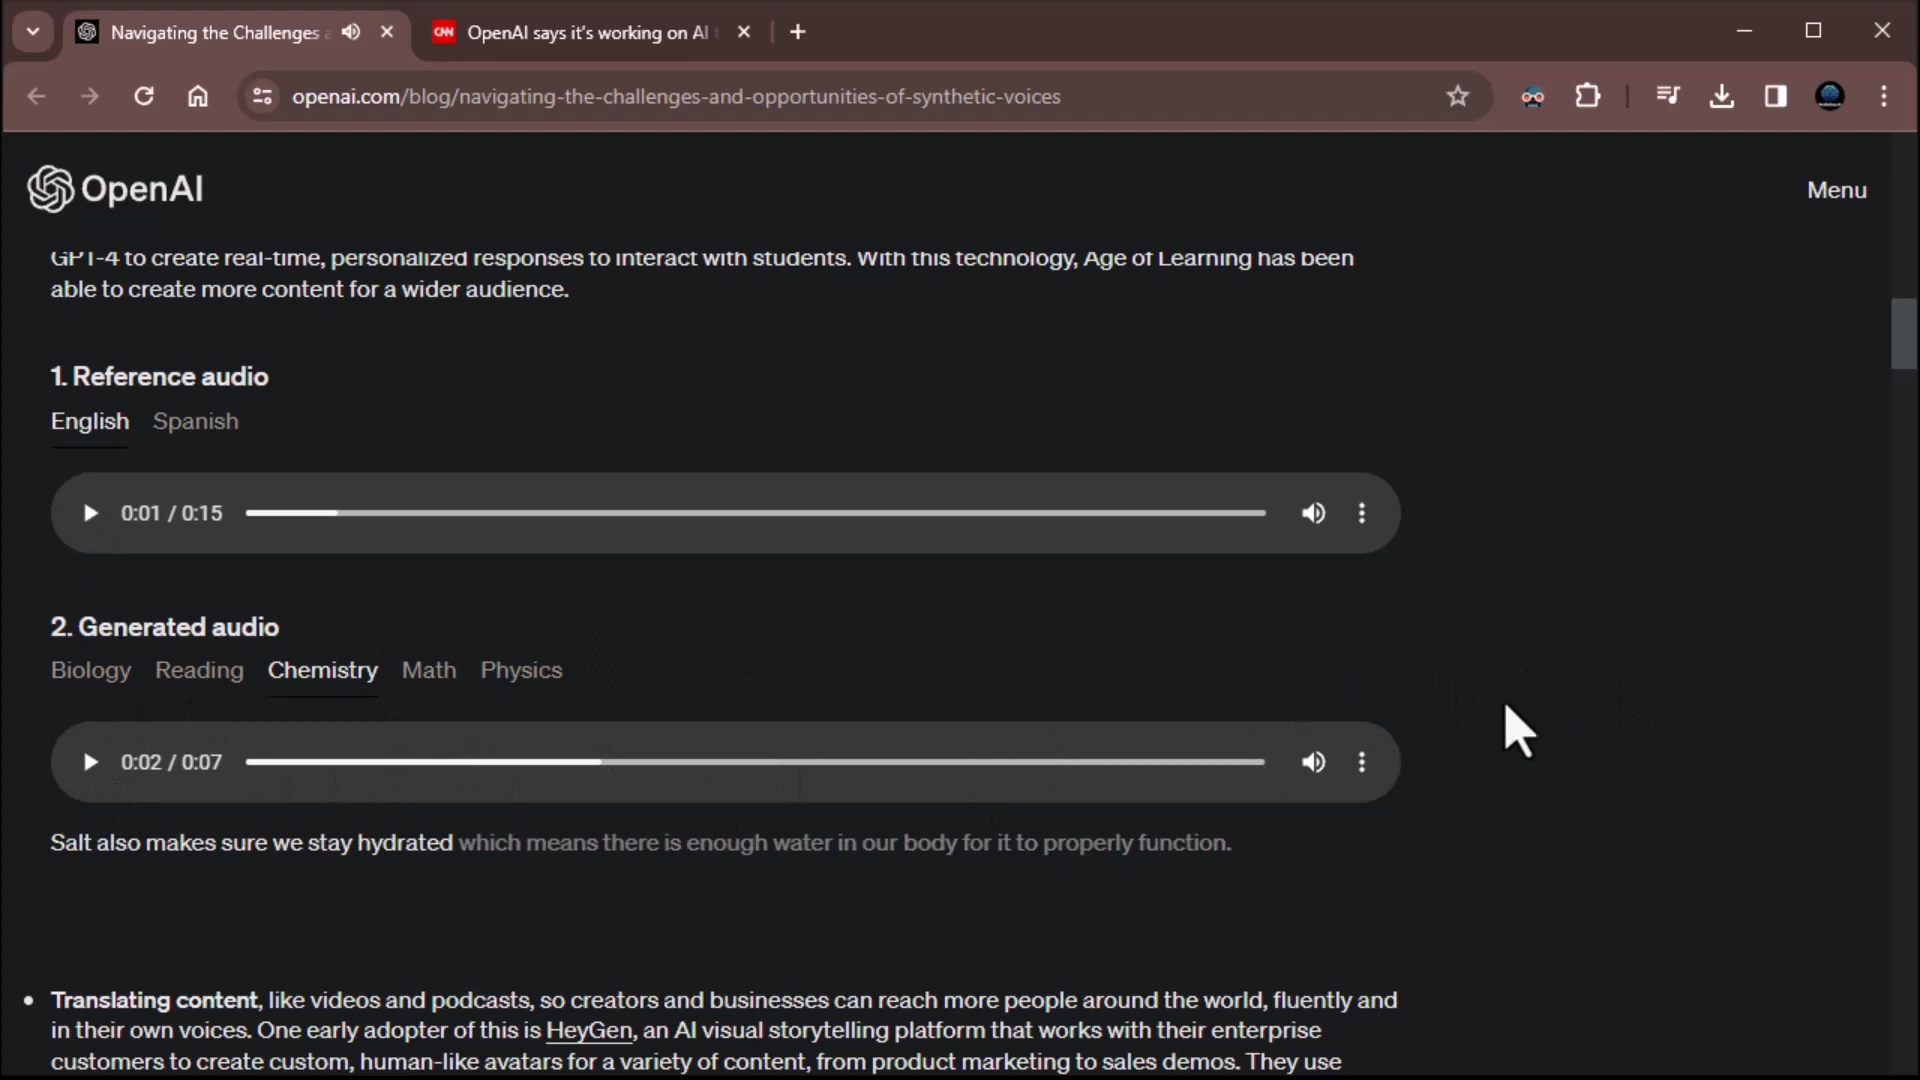 Navigating the Challenges a
CNN
OpenAI says it's working on AI t
openai.com/blog/navigating-the-challenges-and-opportunities-of-synthetic-voices
OpenAI
Menu
GPT-4 to create real-time, personalized responses to interact with students. With this technology, Age of Learning has been
able to create more content for a wider audience.
1. Reference audio
English Spanish
0:01 / 0:15
2. Generated audio
Biology Reading Chemistry Math Physics
0:02 / 0:07
Salt also makes sure we stay hydrated which means there is enough water in our body for it to properly function.
• Translating content, like videos and podcasts, so creators and businesses can reach more people around the world, fluently and
in their own voices. One early adopter of this is HeyGen, an AI visual storytelling platform that works with their enterprise
customers to create custom, human-like avatars for a variety of content, from product marketing to sales demos. They use